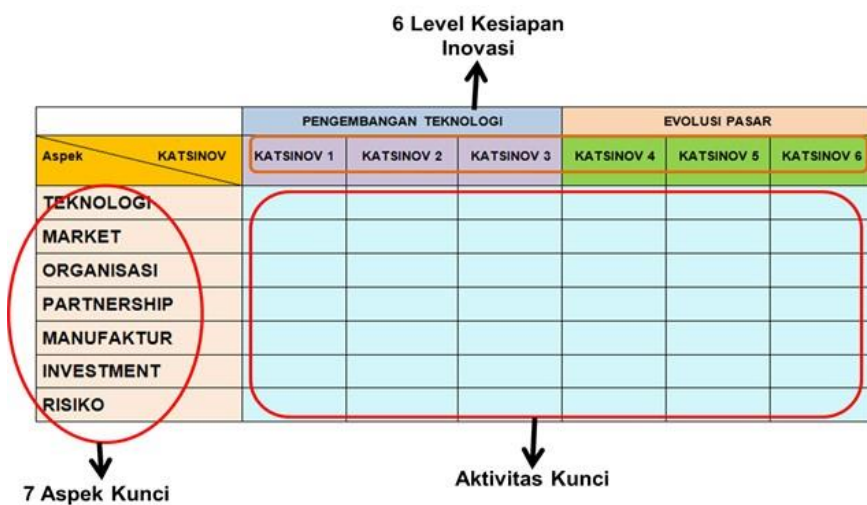 6 Level Kesiapan
Inovasi
PENGEMBANGAN TEKNOLOGI EVOLUSI PASAR
Aspek KATSINOV KATSINOV 1 KATSINOV 2 KATSINOV 3 KATSINOV 4 KATSINOV 5 KATSINOV 6
TEKNOLOGI
MARKET
ORGANISASI
PARTNERSHIP
MANUFAKTUR
INVESTMENT
RISIKO
7 Aspek Kunci
Aktivitas Kunci